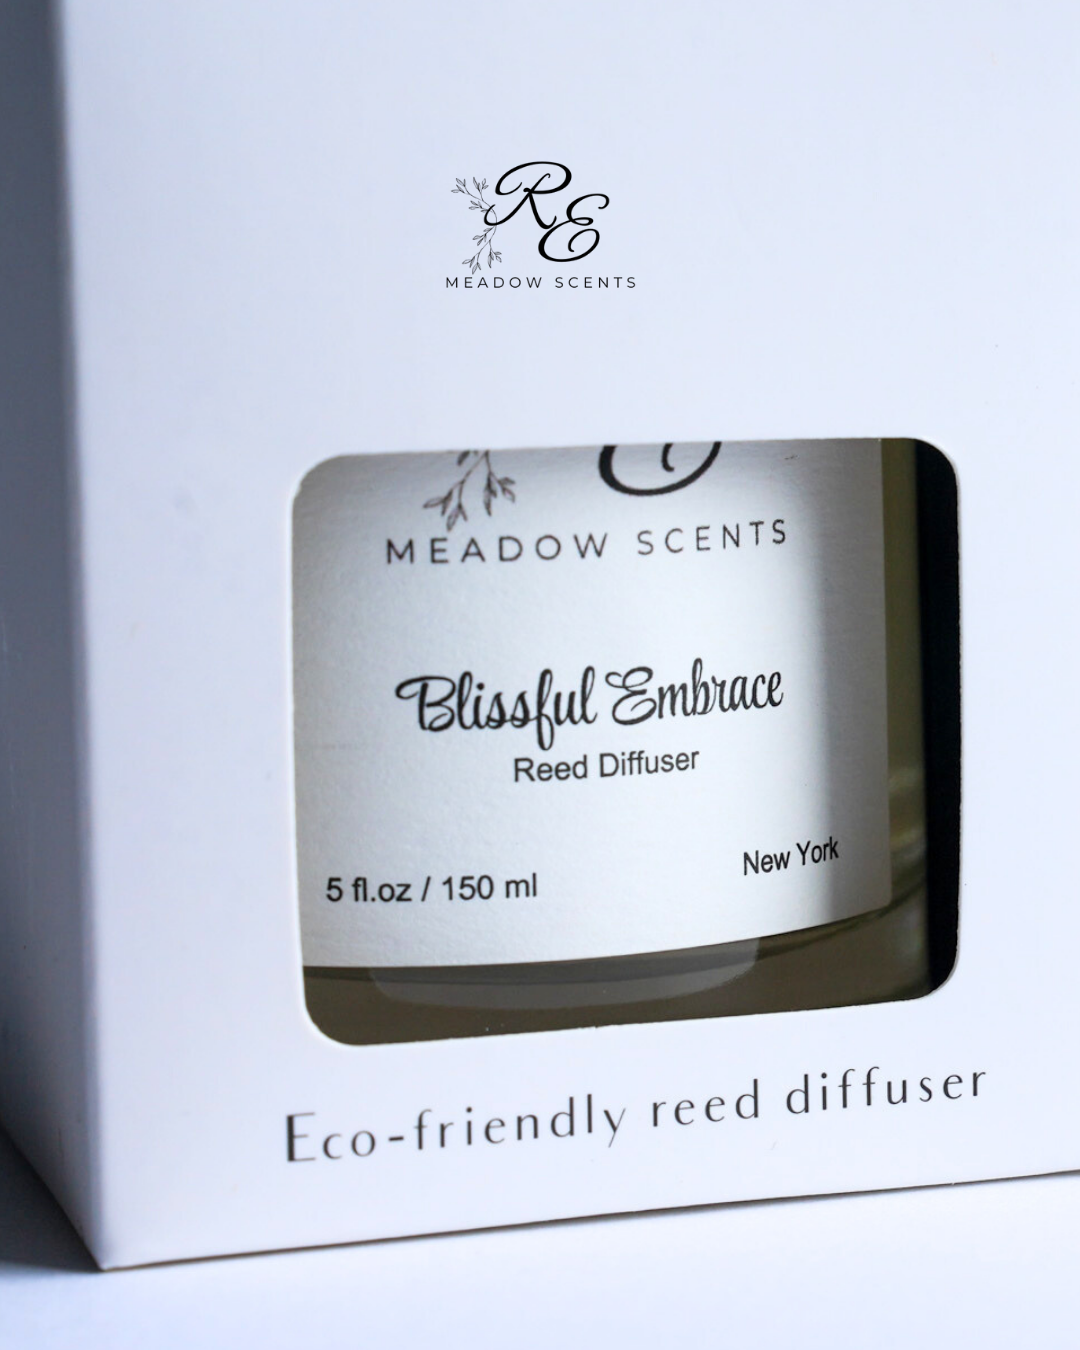 RE
MEADOW SCENTS
MEADOW SCENTS
Blissful Embrace
Reed Diffuser
5 fl.oz / 150 ml
New York
Eco-friendly reed diffuser